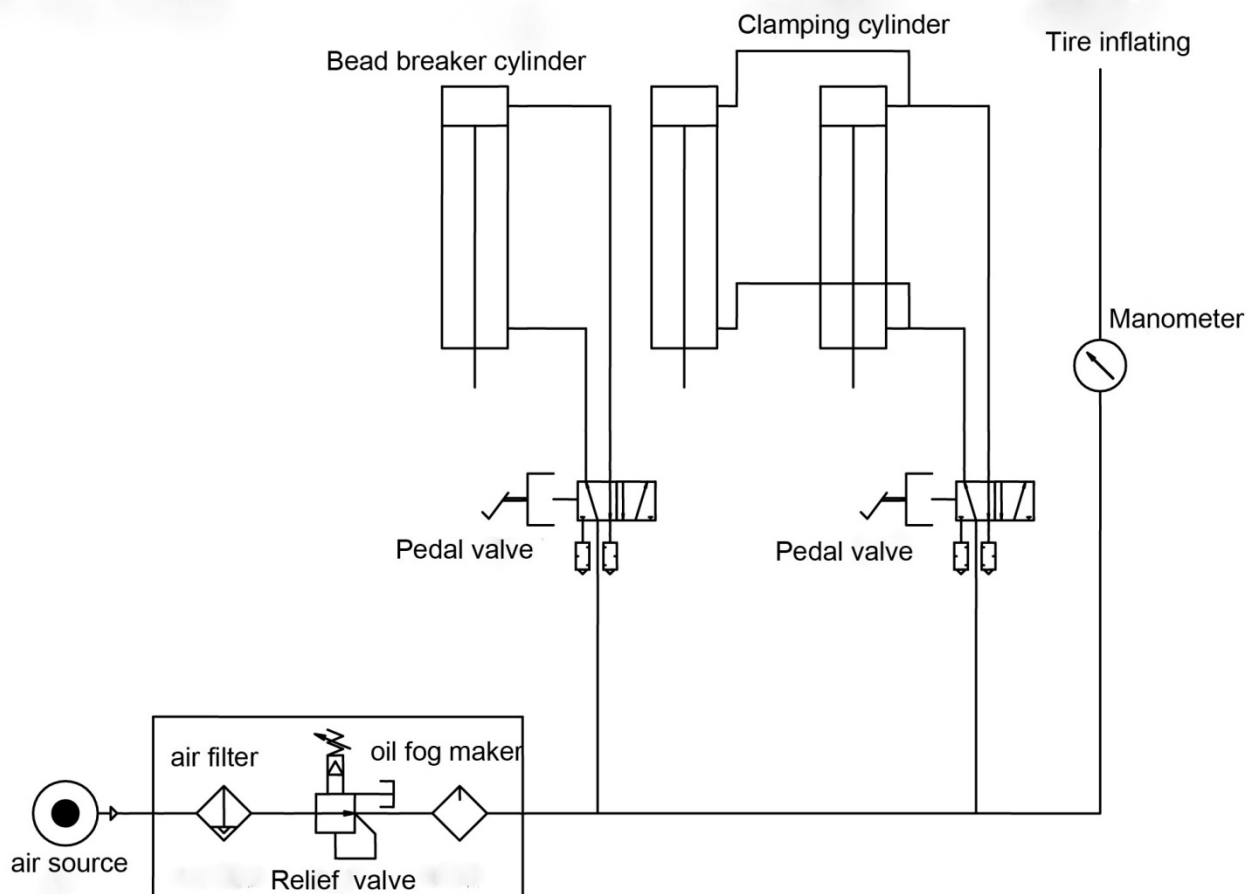 Clamping cylinder
Tire inflating
Bead breaker cylinder
Manometer
Pedal valve
Pedal valve
air filter
oil fog maker
air source
Relief valve